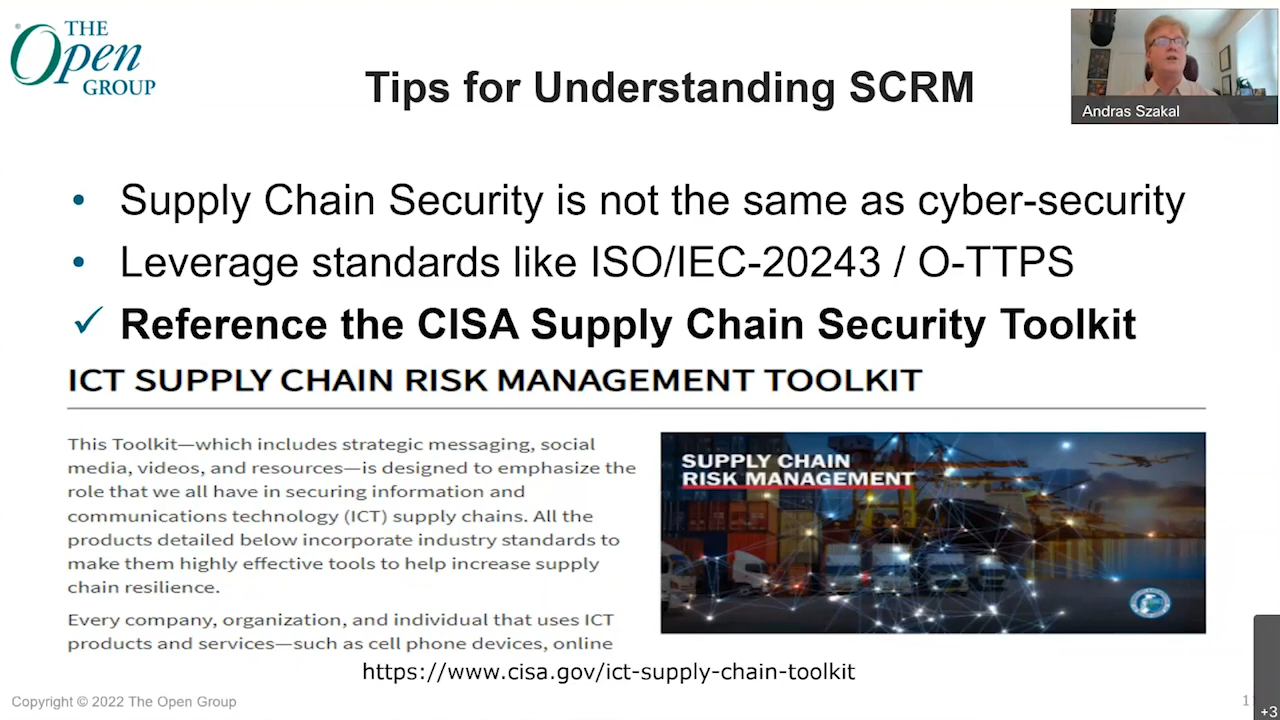 THE
Open
GROUP
Tips for Understanding SCRM
Andras Szakal
• Supply Chain Security is not the same as cyber-security
• Leverage standards like ISO/IEC-20243 / O-TTPS
✓ Reference the CISA Supply Chain Security Toolkit
ICT SUPPLY CHAIN RISK MANAGEMENT TOOLKIT
This Toolkit—which includes strategic messaging, social
media, videos, and resources—is designed to emphasize the
role that we all have in securing information and
communications technology (ICT) supply chains. All the
products detailed below incorporate industry standards to
make them highly effective tools to help increase supply
chain resilience.
Every company, organization, and individual that uses ICT
products and services—such as cell phone devices, online
SUPPLY CHAIN
RISK MANAGEMENT
https://www.cisa.gov/ict-supply-chain-toolkit
Copyright © 2022 The Open Group
+3